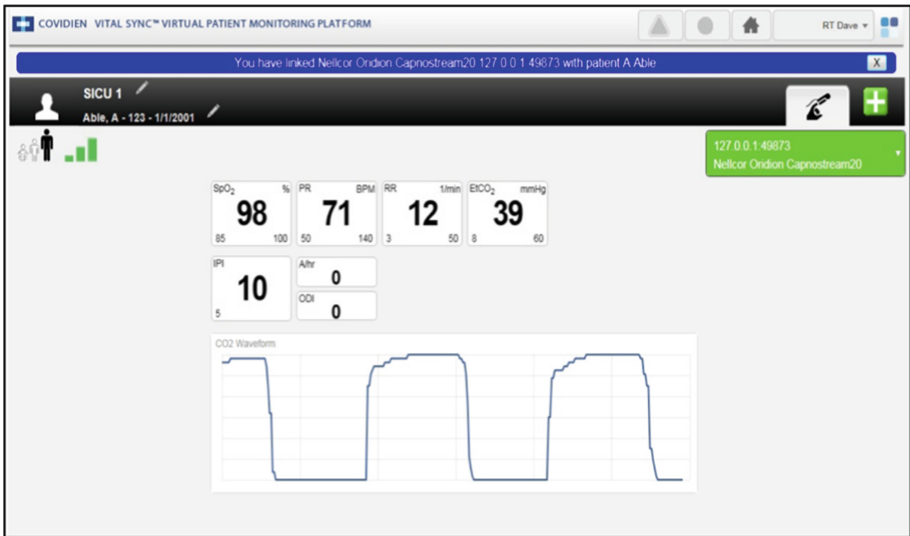 COVIDIEN VITAL SYNC™ VIRTUAL PATIENT MONITORING PLATFORM
RT Dave
You have linked Nellcor Oridion Capnostream20 127 0 0 1 49873 with patient A Able
X
SICU 1
Able, A - 123 - 1/1/2001
127 0.0.1:49873
Nellcor Oridion Capnostream20
SpO2 % PR BPM RR 1/min EtCO2 mmHg
98 71 12 39
85 100 50 140 3 50 8 60
IPI A/hr
10 0
ODI
5 0
CO2 Waveform